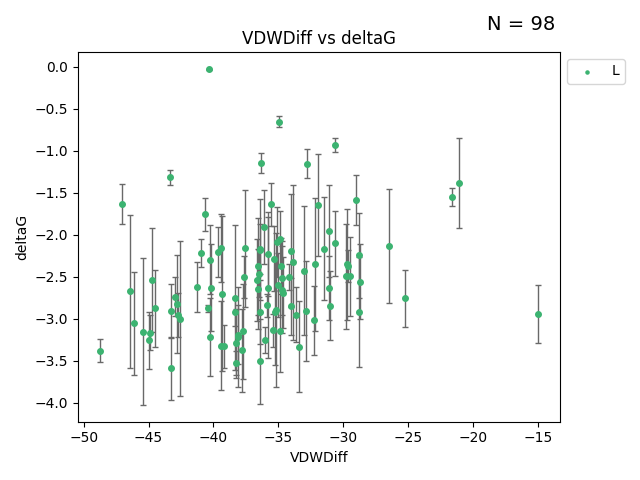 N = 98
VDWDiff vs deltaG
L
deltaG
0.0
−0.5
−1.0
−1.5
−2.0
−2.5
−3.0
−3.5
−4.0
−50 −45 −40 −35 −30 −25 −20 −15
VDWDiff